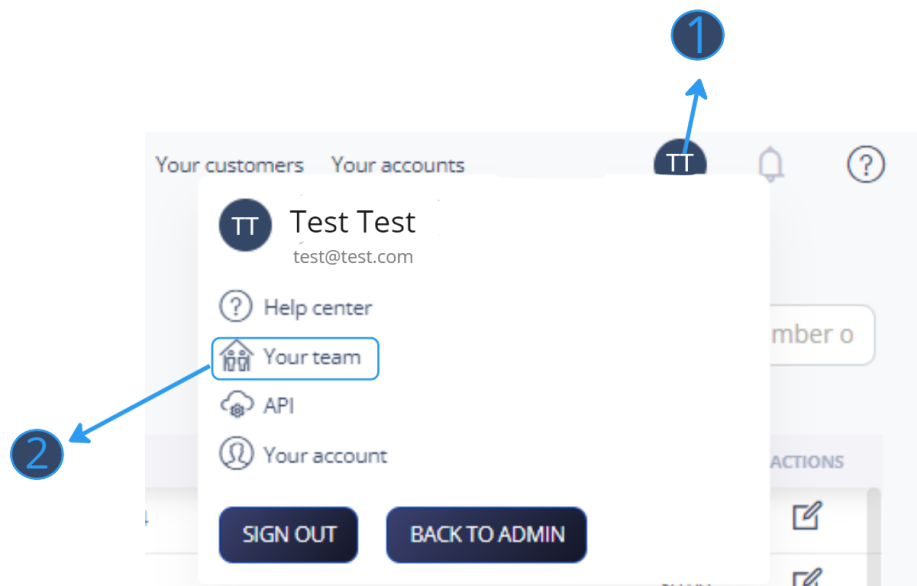 1
Your customers Your accounts TT ?
TT Test Test
test@test.com
? Help center
mber o
Your team
API
2
Your account
ACTIONS
SIGN OUT BACK TO ADMIN